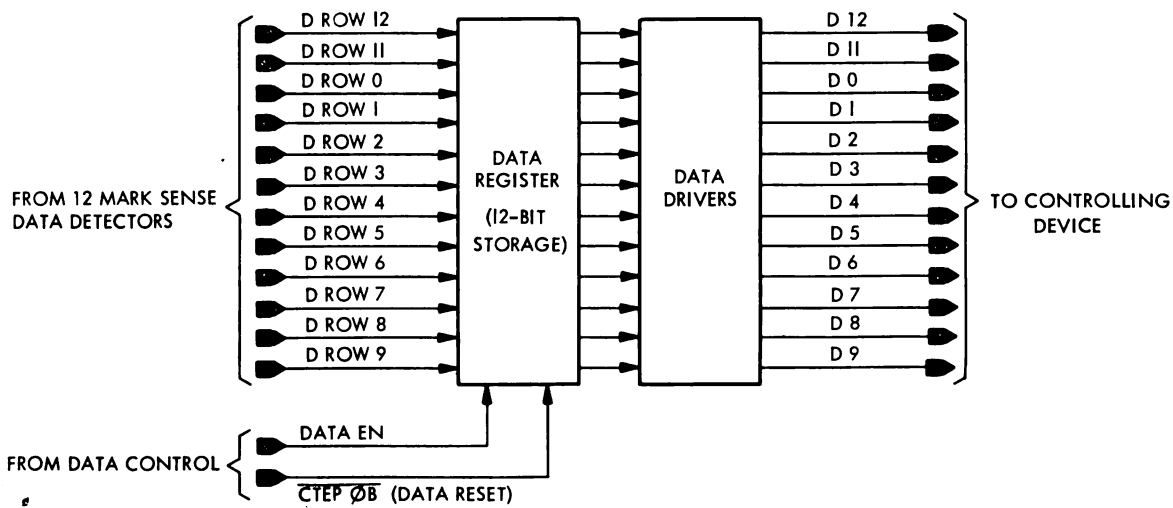 D ROW 12
D ROW 11
D ROW 0
D ROW 1
D ROW 2
D ROW 3
D ROW 4
D ROW 5
D ROW 6
D ROW 7
D ROW 8
D ROW 9
FROM 12 MARK SENSE
DATA DETECTORS
DATA
REGISTER
(12-BIT
STORAGE)
DATA
DRIVERS
D 12
D 11
D 0
D 1
D 2
D 3
D 4
D 5
D 6
D 7
D 8
D 9
TO CONTROLLING
DEVICE
FROM DATA CONTROL
DATA EN
CTEP ØB (DATA RESET)